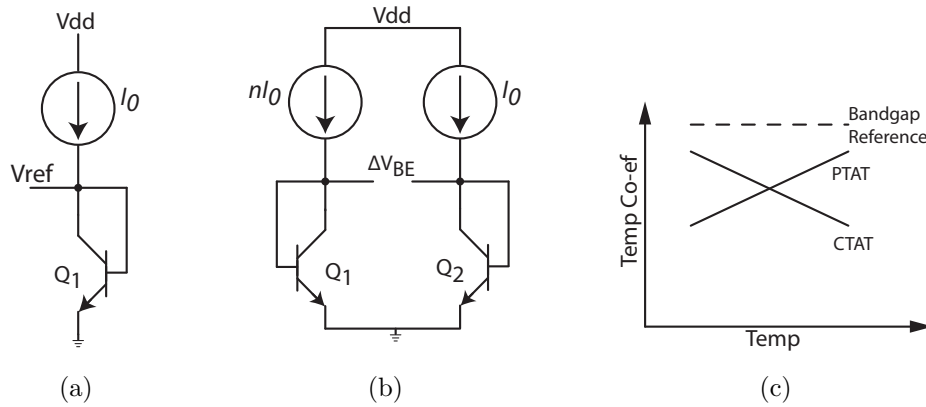 Vdd
I0
Vref
Q1
(a)
Vdd
nI0
I0
ΔVBE
Q1
Q2
(b)
Temp Co-ef
Bandgap
Reference
PTAT
CTAT
Temp
(c)